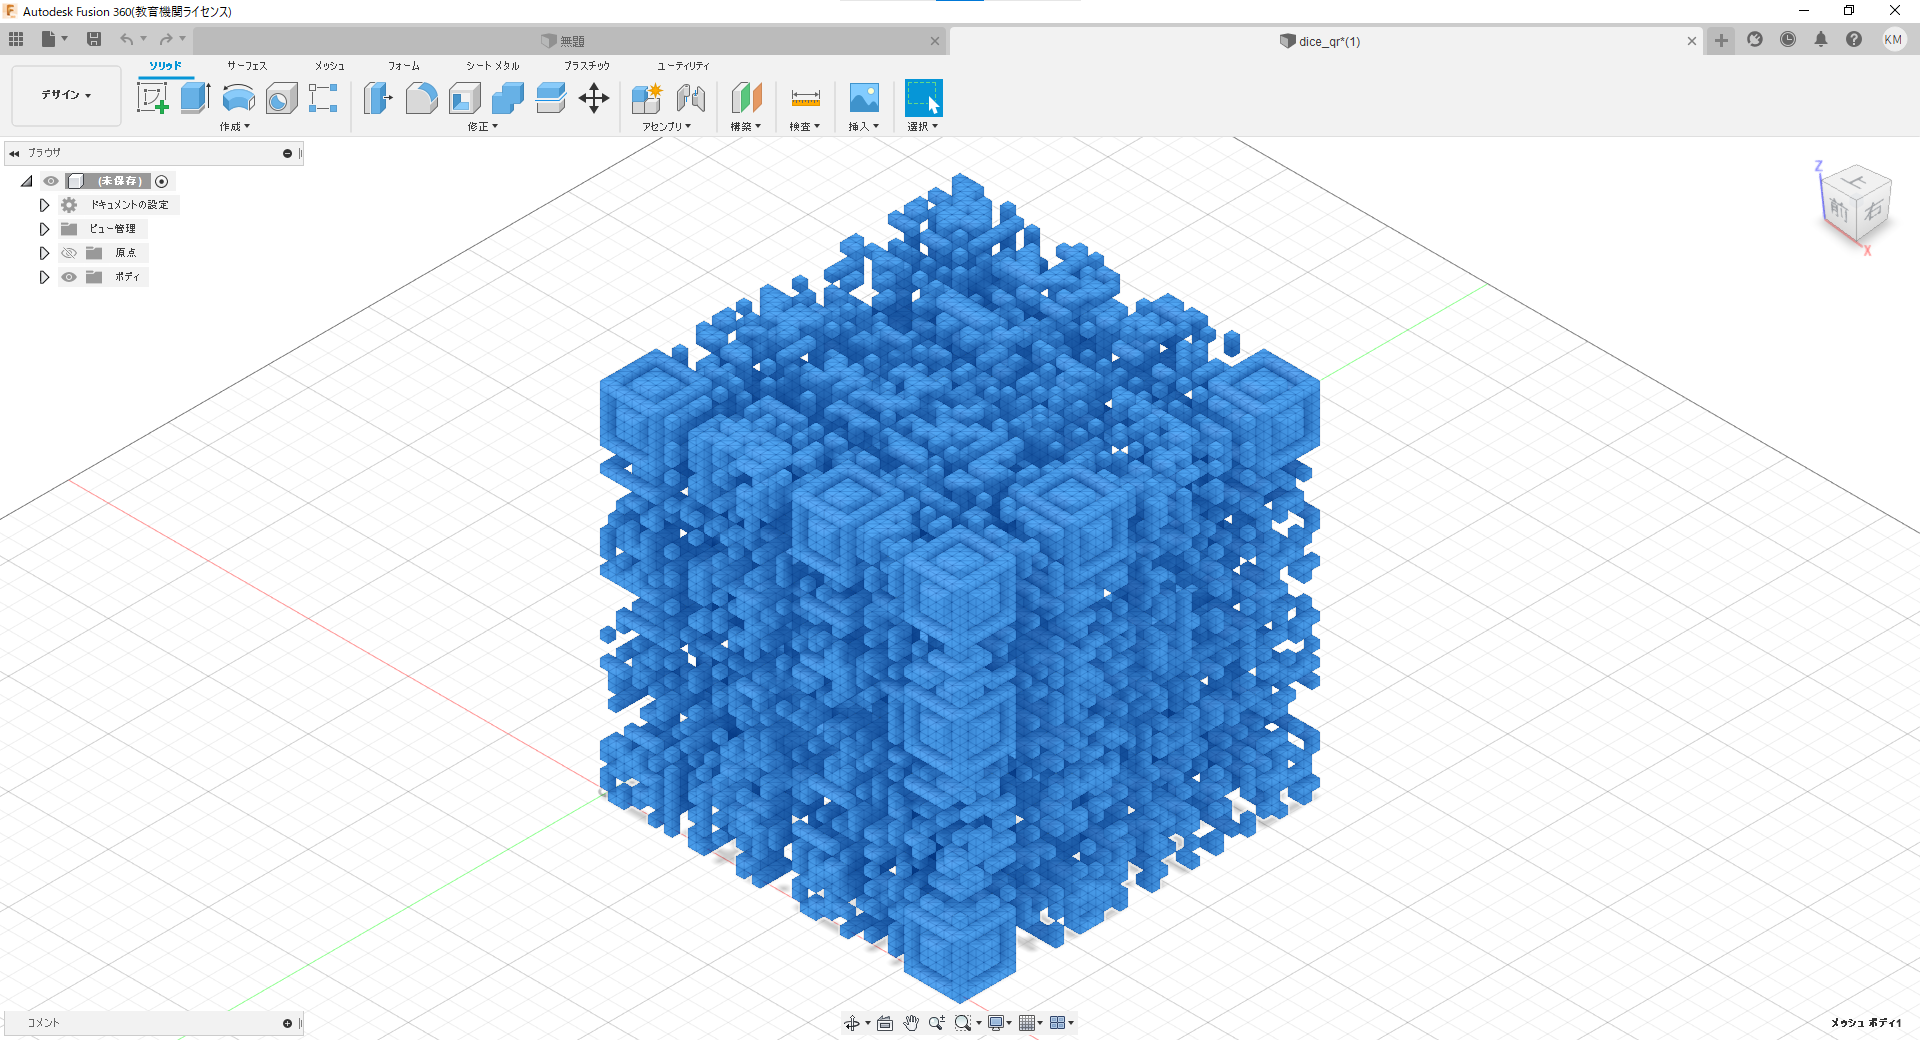 Autodesk Fusion 360(教育機関ライセンス)
無題
dice_qr*(1)
KM
デザイン
ソリッド
サーフェス
メッシュ
フォーム
シート メタル
プラスチック
ユーティリティ
作成
修正
アセンブリ
構築
検査
挿入
選択
ブラウザ
(未保存)
ドキュメントの設定
ビュー管理
原点
ボディ
Z
上
前
右
X
コメント
メッシュ ボディ1